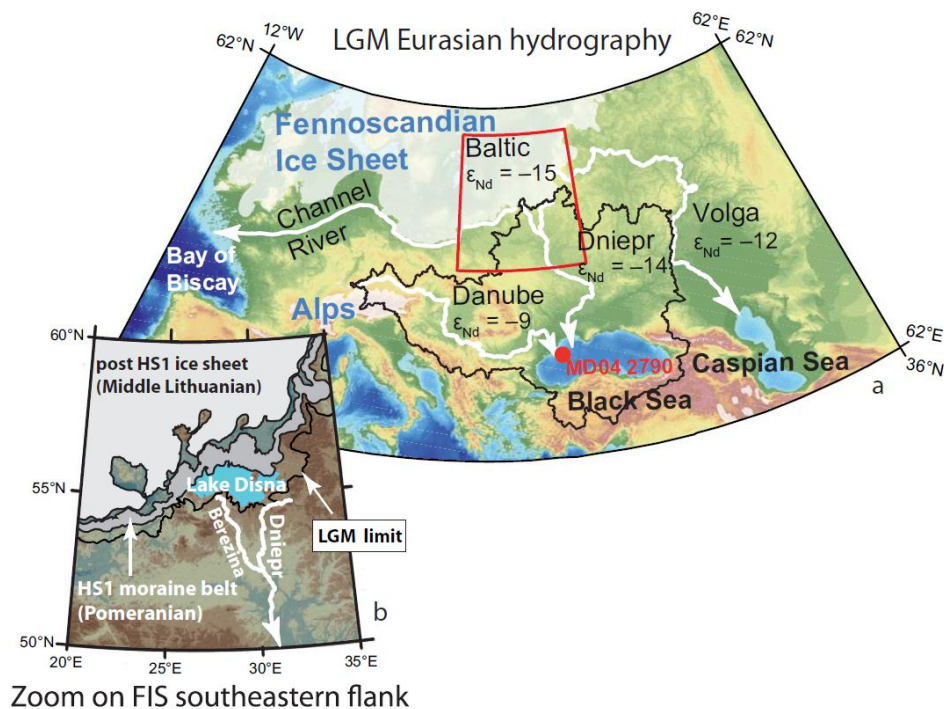 LGM Eurasian hydrography
12°W
62°N
62°E
62°N
Fennoscandian
Ice Sheet
Baltic
εNd = –15
Channel
River
Bay of
Biscay
Alps
Danube
εNd = –9
Dniepr
εNd = –14
Volga
εNd = –12
MD04 2790
Black Sea
Caspian Sea
62°E
36°N
a
60°N
post HS1 ice sheet
(Middle Lithuanian)
55°N
Lake Disna
Berezina
Dniepr
LGM limit
HS1 moraine belt
(Pomeranian)
b
50°N
20°E
25°E
30°E
35°E
Zoom on FIS southeastern flank